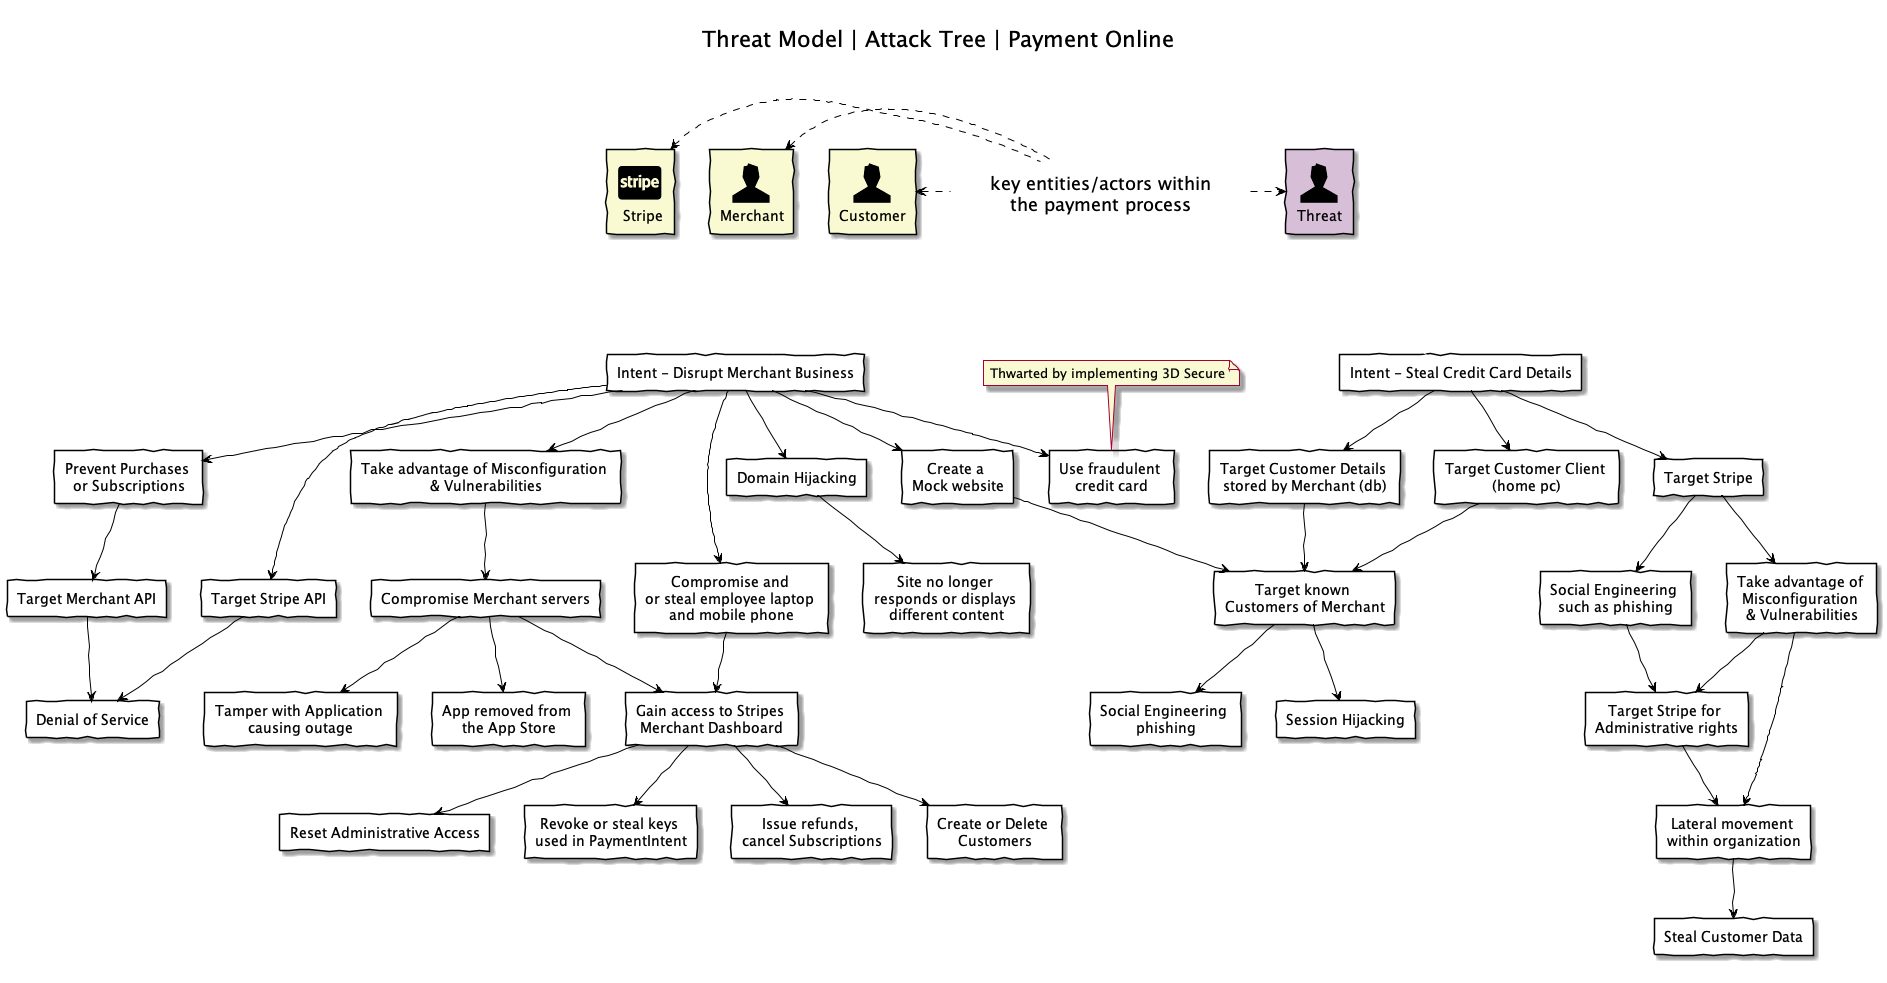 Threat Model | Attack Tree | Payment Online
stripe
Stripe
Merchant
Customer
key entities/actors within
the payment process
Threat
Intent - Disrupt Merchant Business
Thwarted by implementing 3D Secure
Intent - Steal Credit Card Details
Prevent Purchases
or Subscriptions
Take advantage of Misconfiguration
& Vulnerabilities
Domain Hijacking
Create a
Mock website
Use fraudulent
credit card
Target Customer Details
stored by Merchant (db)
Target Customer Client
(home pc)
Target Stripe
Target Merchant API
Target Stripe API
Compromise Merchant servers
Compromise and
or steal employee laptop
and mobile phone
Site no longer
responds or displays
different content
Target known
Customers of Merchant
Social Engineering
such as phishing
Take advantage of
Misconfiguration
& Vulnerabilities
Denial of Service
Tamper with Application
causing outage
App removed from
the App Store
Gain access to Stripes
Merchant Dashboard
Social Engineering
phishing
Session Hijacking
Target Stripe for
Administrative rights
Reset Administrative Access
Revoke or steal keys
used in PaymentIntent
Issue refunds,
cancel Subscriptions
Create or Delete
Customers
Lateral movement
within organization
Steal Customer Data